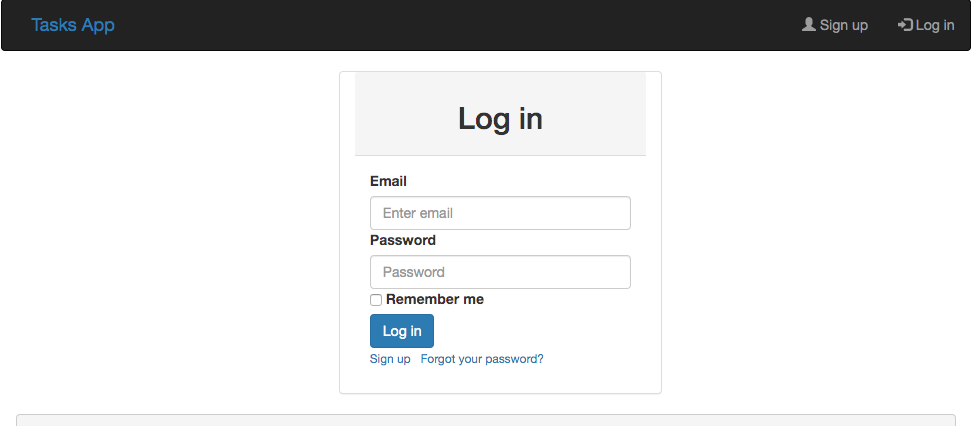 Tasks App Sign up Log in
Log in
Email
Enter email
Password
Password
Remember me
Log in
Sign up Forgot your password?